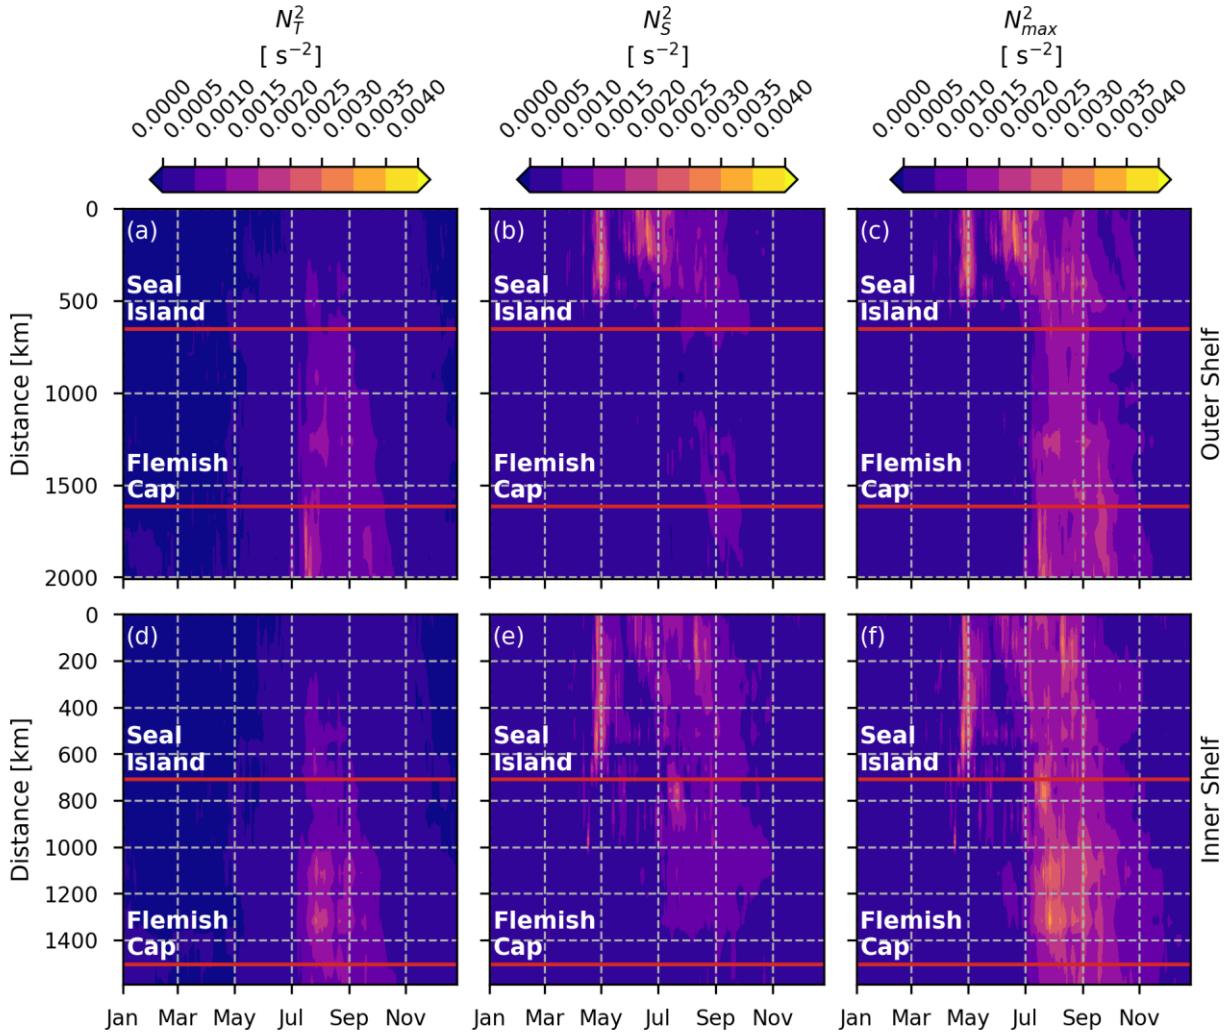 N_T^2 N_S^2 N_max^2
[ s⁻²] [ s⁻²] [ s⁻²]
0.0000 0.0005 0.0010 0.0015 0.0020 0.0025 0.0030 0.0035 0.0040 0.0000 0.0005 0.0010 0.0015 0.0020 0.0025 0.0030 0.0035 0.0040 0.0000 0.0005 0.0010 0.0015 0.0020 0.0025 0.0030 0.0035 0.0040
0
(a) (b) (c)
Seal Seal Seal
500
Island Island Island
Distance [km]
Outer Shelf
1000
Flemish Flemish Flemish
1500
Cap Cap Cap
2000
0
(d) (e) (f)
200
400
Seal Seal Seal
600
Island Island Island
Distance [km]
Inner Shelf
800
1000
1200
Flemish Flemish Flemish
1400
Cap Cap Cap
Jan Mar May Jul Sep Nov Jan Mar May Jul Sep Nov Jan Mar May Jul Sep Nov